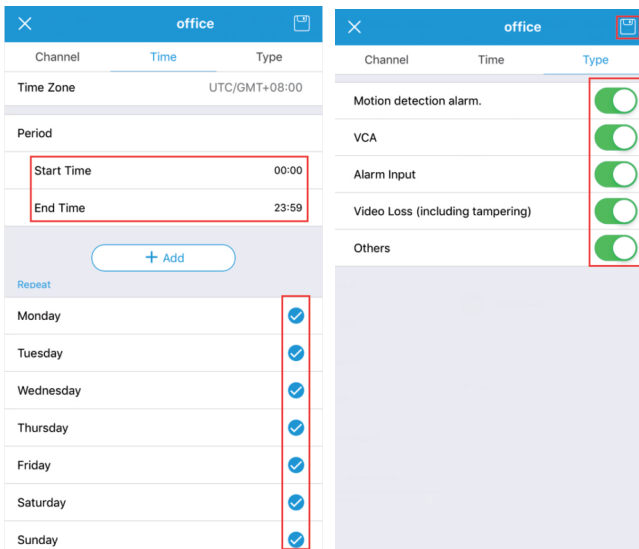 office
Channel Time Type
Time Zone UTC/GMT+08:00
Period
Start Time 00:00
End Time 23:59
+ Add
Repeat
Monday
Tuesday
Wednesday
Thursday
Friday
Saturday
Sunday
office
Channel Time Type
Motion detection alarm.
VCA
Alarm Input
Video Loss (including tampering)
Others